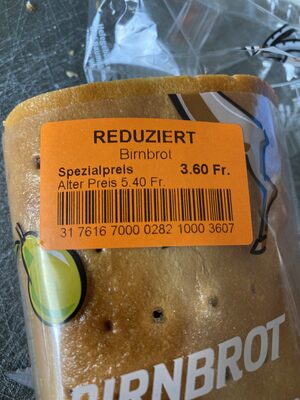 REDUZIERT
Birnbrot
Spezialpreis 3.60 Fr.
Alter Preis 5.40 Fr.
31 7616 7000 0282 1000 3607
BIRNBROT